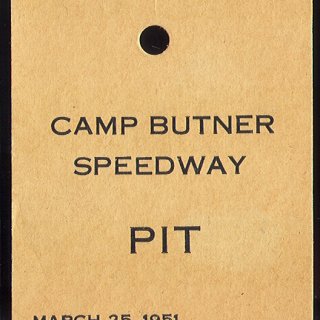 CAMP BUTNER
SPEEDWAY
PIT
MARCH 25, 1951